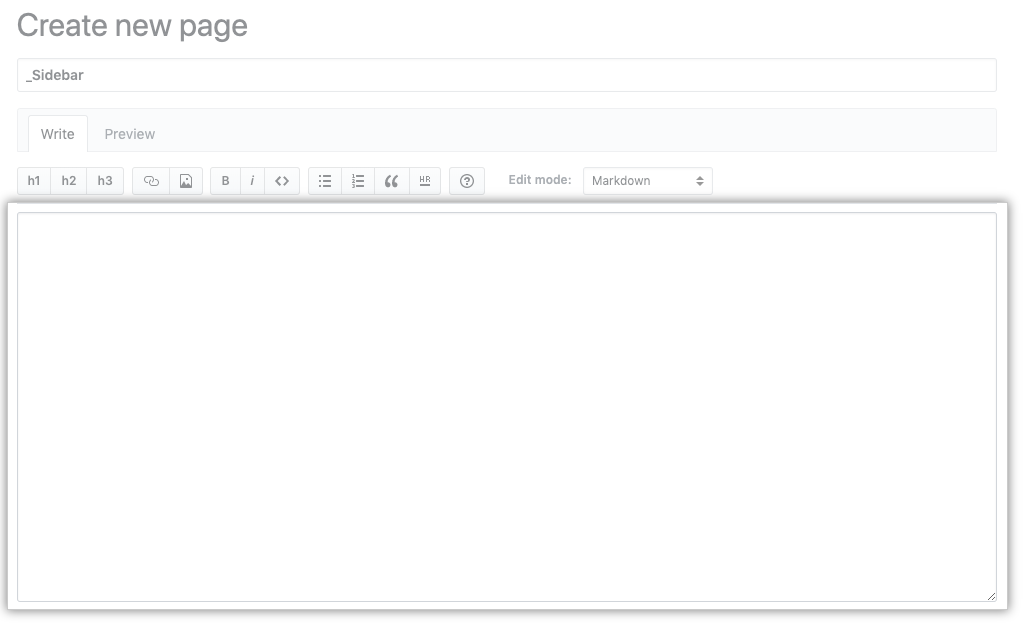 Create new page
_Sidebar
Write Preview
h1 h2 h3 B i HR Edit mode: Markdown